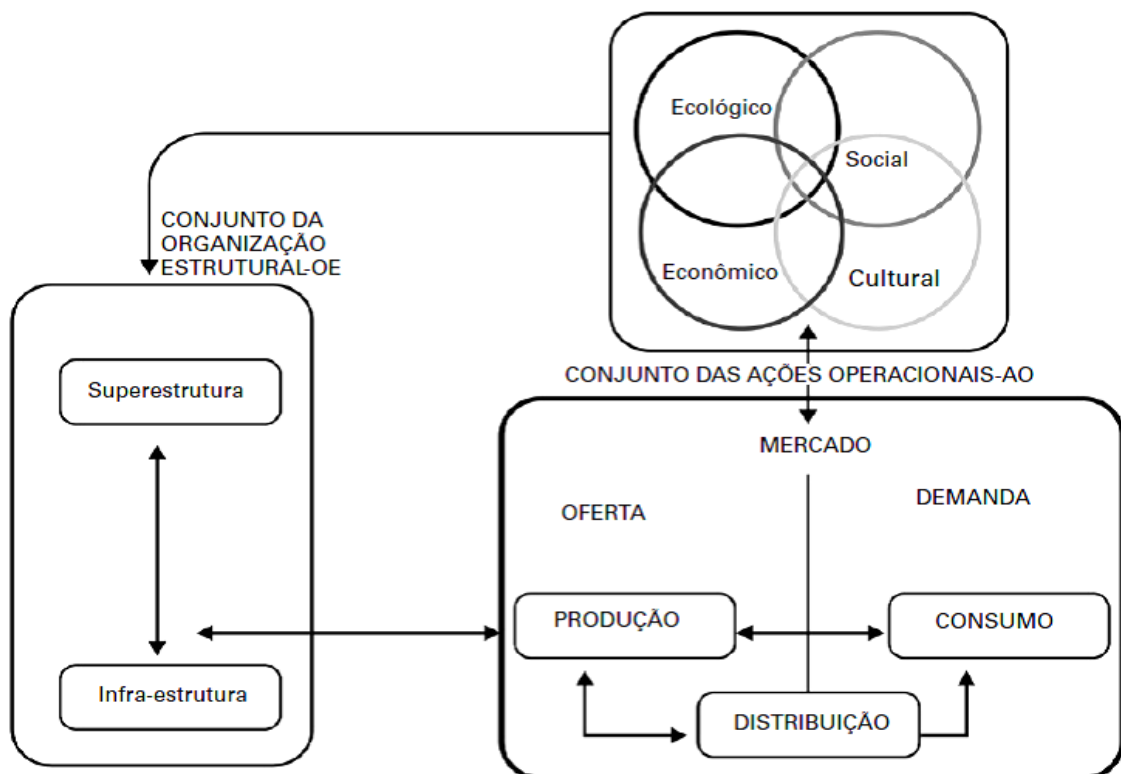 Ecológico
Social
Econômico
Cultural
CONJUNTO DA
ORGANIZAÇÃO
ESTRUTURAL-OE
Superestrutura
Infra-estrutura
CONJUNTO DAS AÇÕES OPERACIONAIS-AO
MERCADO
OFERTA
DEMANDA
PRODUÇÃO
CONSUMO
DISTRIBUIÇÃO